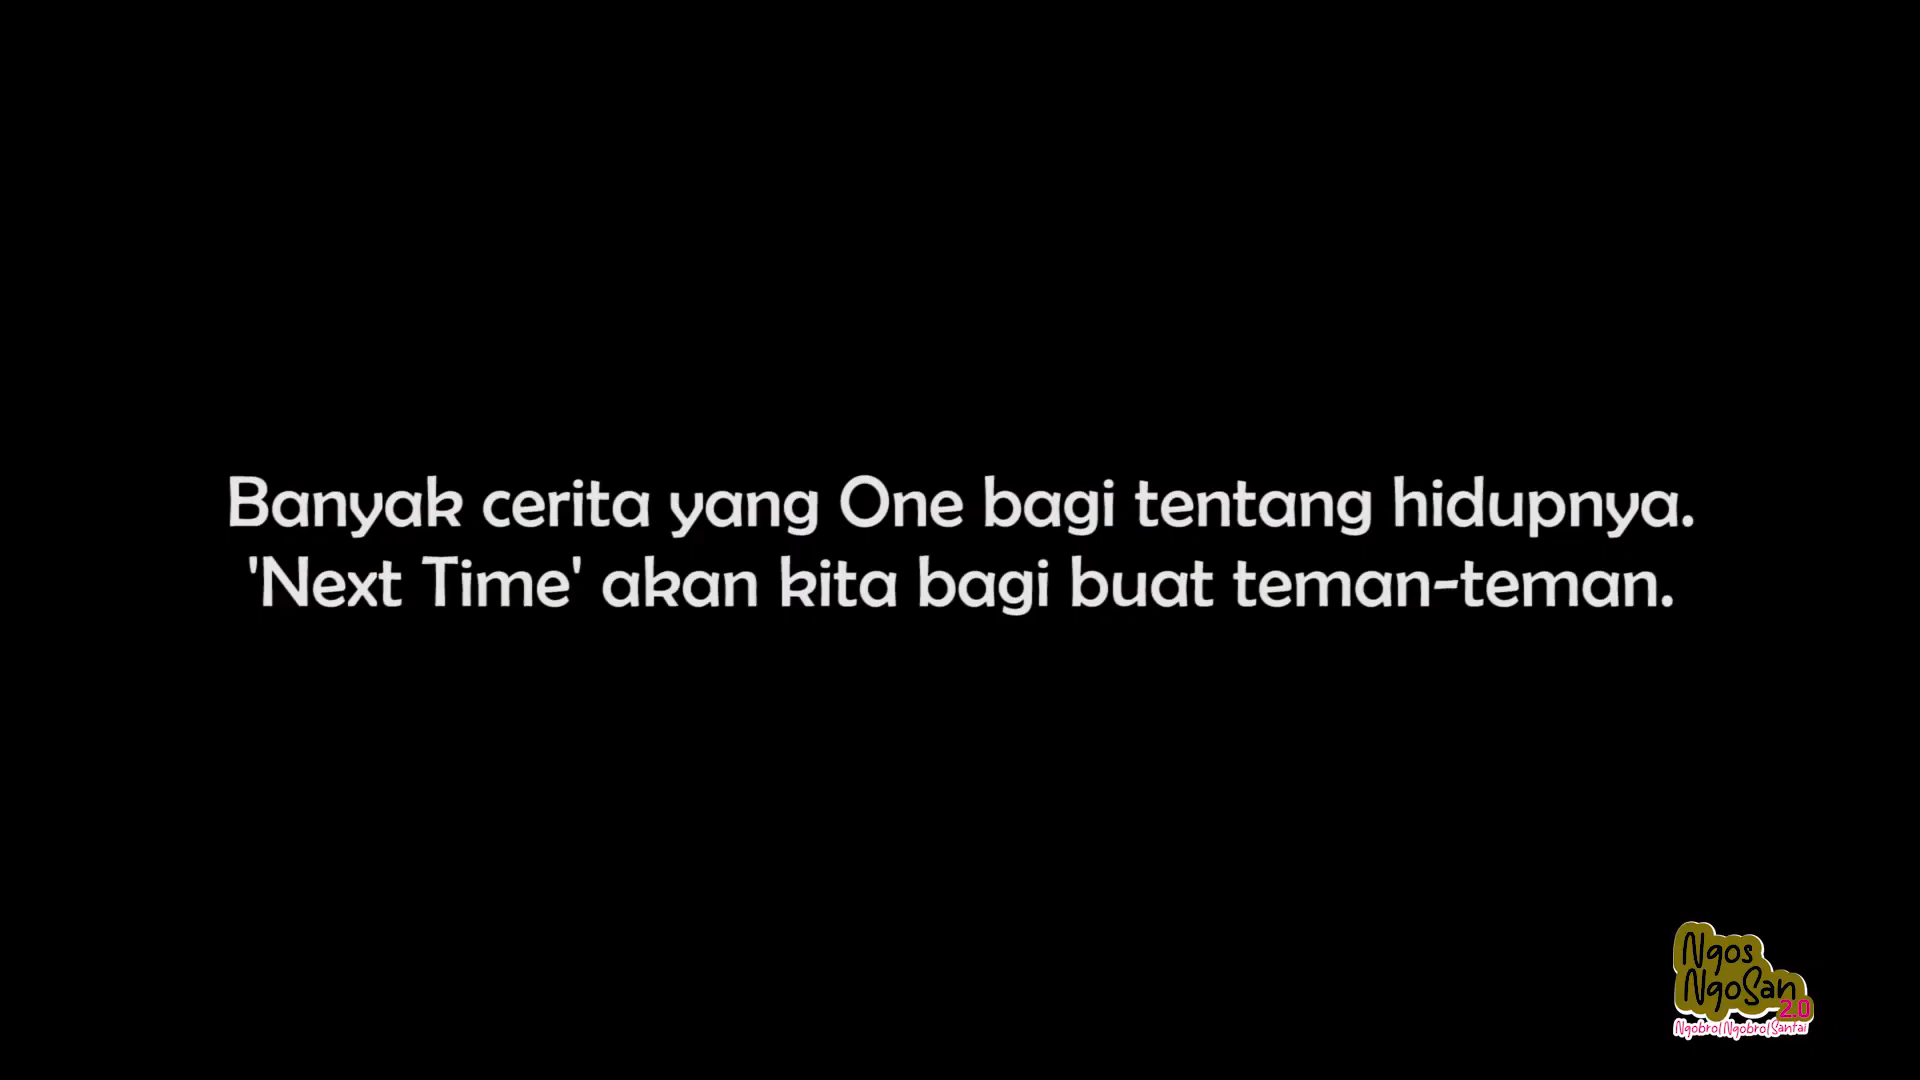 Banyak cerita yang One bagi tentang hidupnya.
'Next Time' akan kita bagi buat teman-teman.
Ngos
NgoSan
2.0
Ngobrol Ngobrol Santai